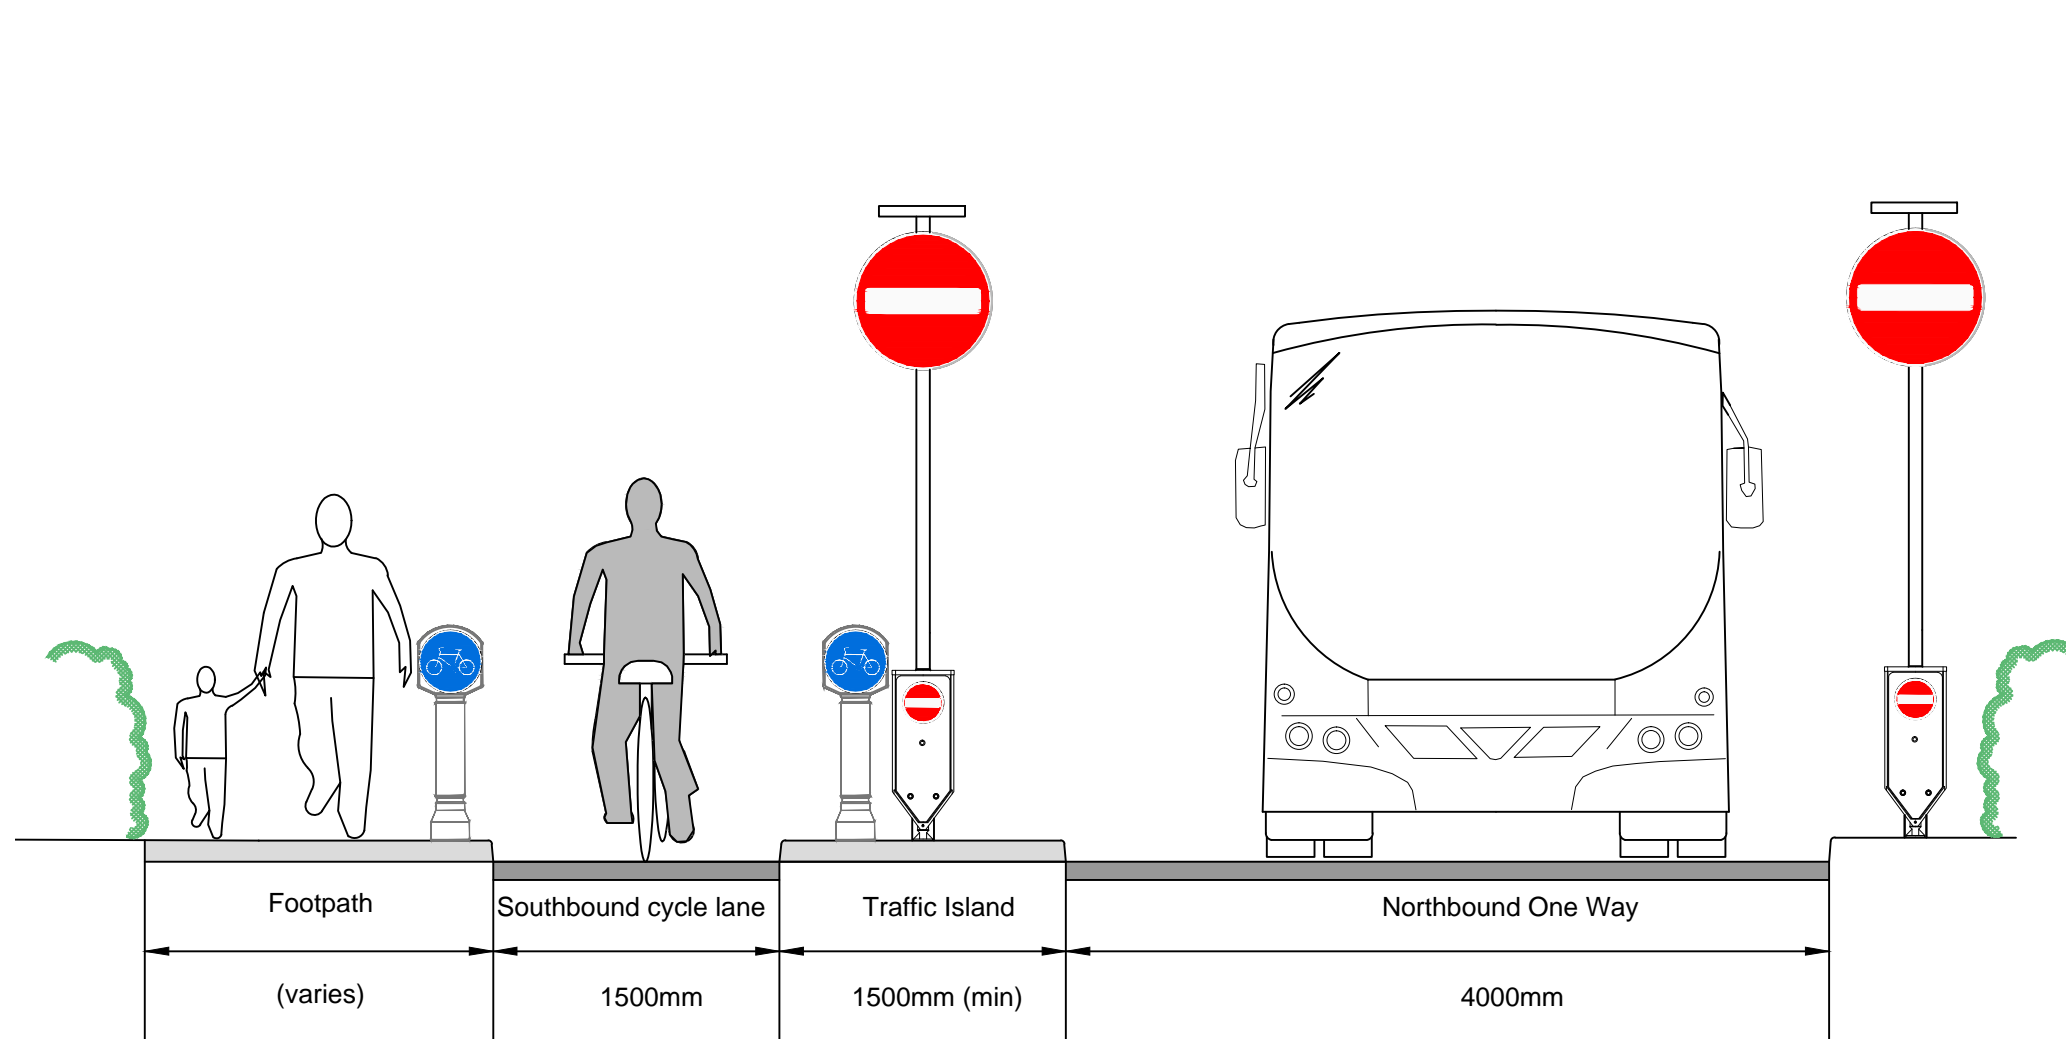 Footpath
Southbound cycle lane
Traffic Island
Northbound One Way
(varies)
1500mm
1500mm (min)
4000mm